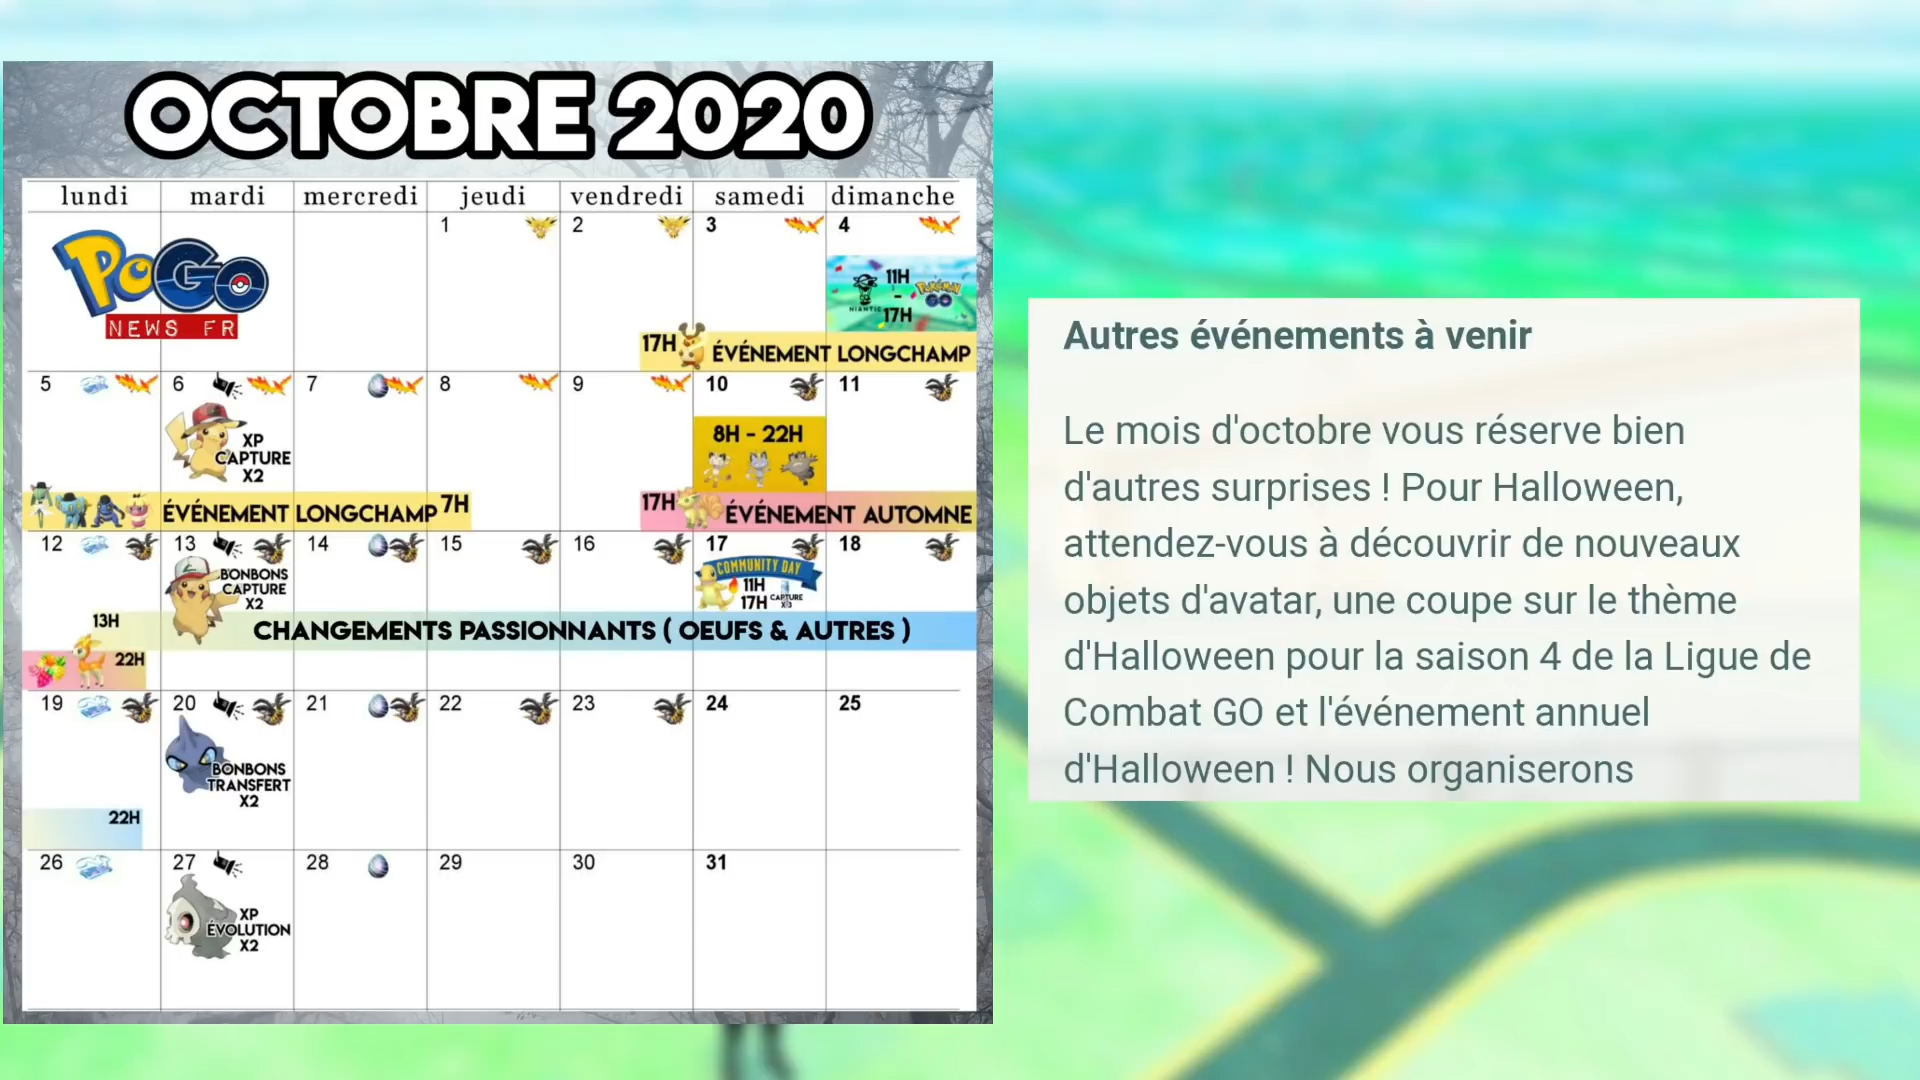 OCTOBRE 2020
lundi mardi mercredi jeudi vendredi samedi dimanche
1 2 3 4
PoGo
NEWS FR
11H
-
17H
NIANTIC
POKÉMON
GO
17H ÉVÉNEMENT LONGCHAMP
5 6 7 8 9 10 11
XP
CAPTURE
X2
8H - 22H
ÉVÉNEMENT LONGCHAMP 7H
17H ÉVÉNEMENT AUTOMNE
12 13 14 15 16 17 18
BONBONS
CAPTURE
X2
COMMUNITY DAY
11H
17H
CAPTURE
X3
13H
CHANGEMENTS PASSIONNANTS ( OEUFS & AUTRES )
22H
19 20 21 22 23 24 25
BONBONS
TRANSFERT
X2
22H
26 27 28 29 30 31
XP
ÉVOLUTION
X2
Autres événements à venir
Le mois d'octobre vous réserve bien
d'autres surprises ! Pour Halloween,
attendez-vous à découvrir de nouveaux
objets d'avatar, une coupe sur le thème
d'Halloween pour la saison 4 de la Ligue de
Combat GO et l'événement annuel
d'Halloween ! Nous organiserons